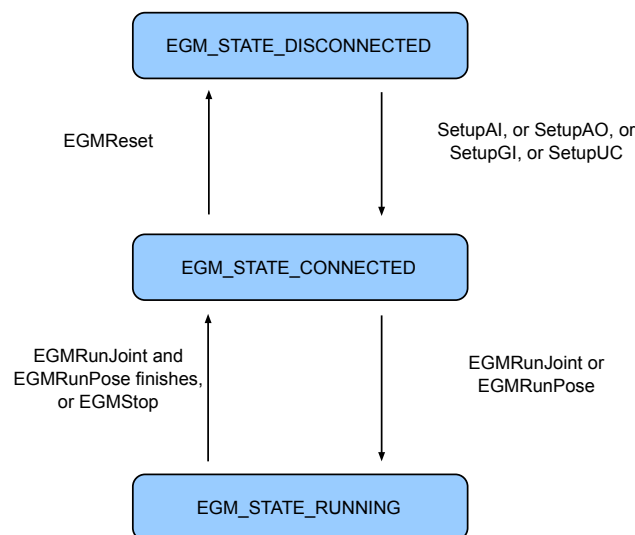 EGM_STATE_DISCONNECTED
EGMReset
SetupAI, or SetupAO, or
SetupGI, or SetupUC
EGM_STATE_CONNECTED
EGMRunJoint and
EGMRunPose finishes,
or EGMStop
EGMRunJoint or
EGMRunPose
EGM_STATE_RUNNING